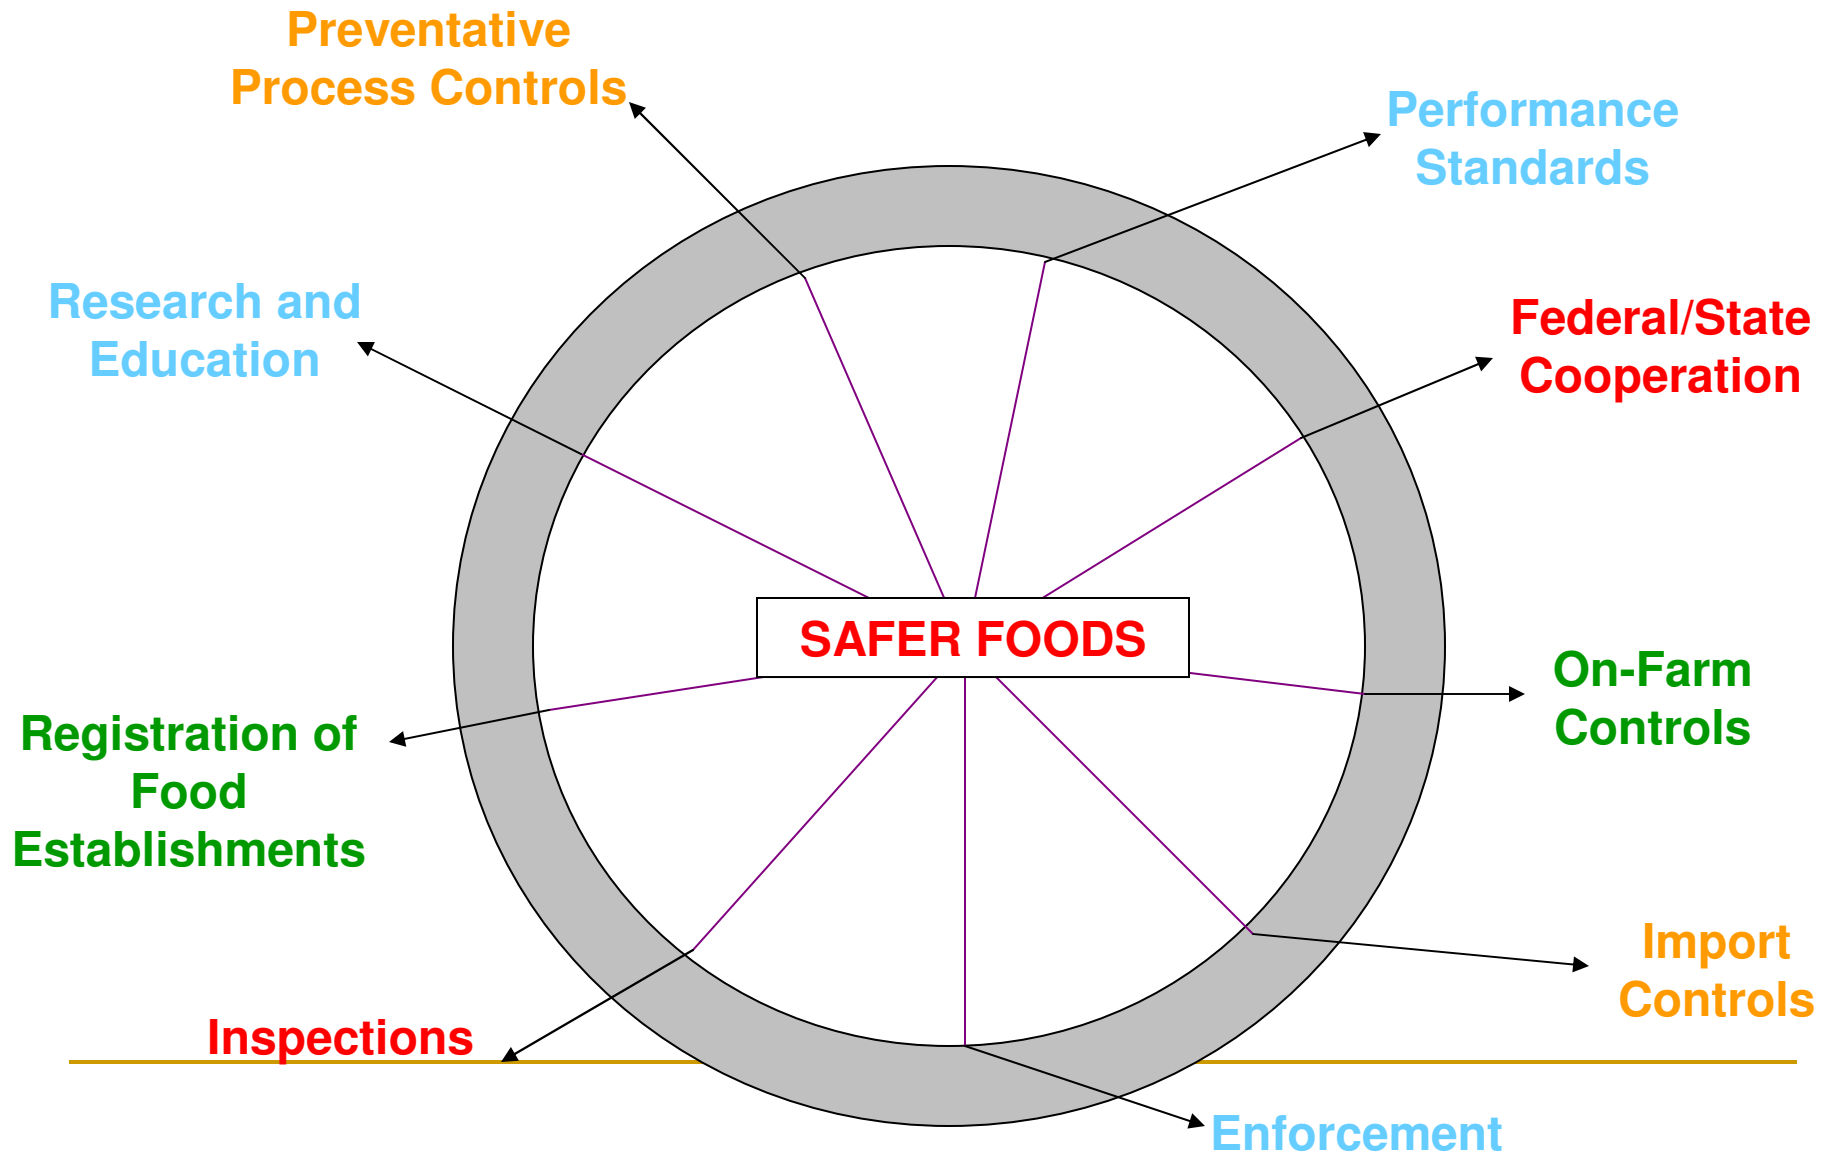 Preventative
Process Controls
Performance
Standards
Research and
Education
Federal/State
Cooperation
SAFER FOODS
On-Farm
Controls
Registration of
Food
Establishments
Import
Controls
Inspections
Enforcement